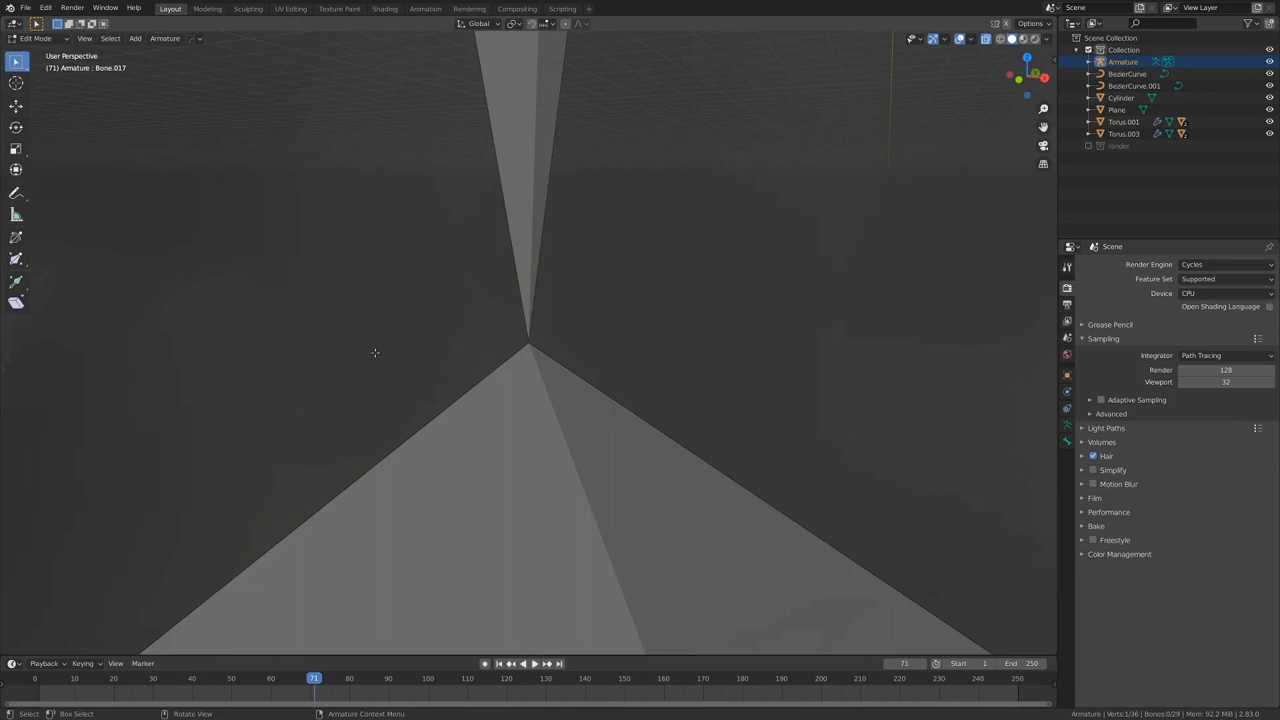 File Edit Render Window Help Layout Modeling Sculpting UV Editing Texture Paint Shading Animation Rendering Compositing Scripting + Scene View Layer
Global Options
Edit Mode View Select Add Armature
User Perspective
(71) Armature : Bone.017
Scene Collection
Collection
Armature
BezierCurve
BezierCurve.001
Cylinder
Plane
Torus.001 2
Torus.003 2
render
Z
X
Scene
Render Engine Cycles
Feature Set Supported
Device CPU
Open Shading Language
Grease Pencil
Sampling
Integrator Path Tracing
Render 128
Viewport 32
Adaptive Sampling
Advanced
Light Paths
Volumes
Hair
Simplify
Motion Blur
Film
Performance
Bake
Freestyle
Color Management
Playback Keying View Marker 71 Start 1 End 250
0 10 20 30 40 50 60 71 80 90 100 110 120 130 140 150 160 170 180 190 200 210 220 230 240 250
Select Box Select Rotate View Armature Context Menu Armature | Verts:1/36 | Bones:0/29 | Mem: 92.2 MiB | 2.83.0